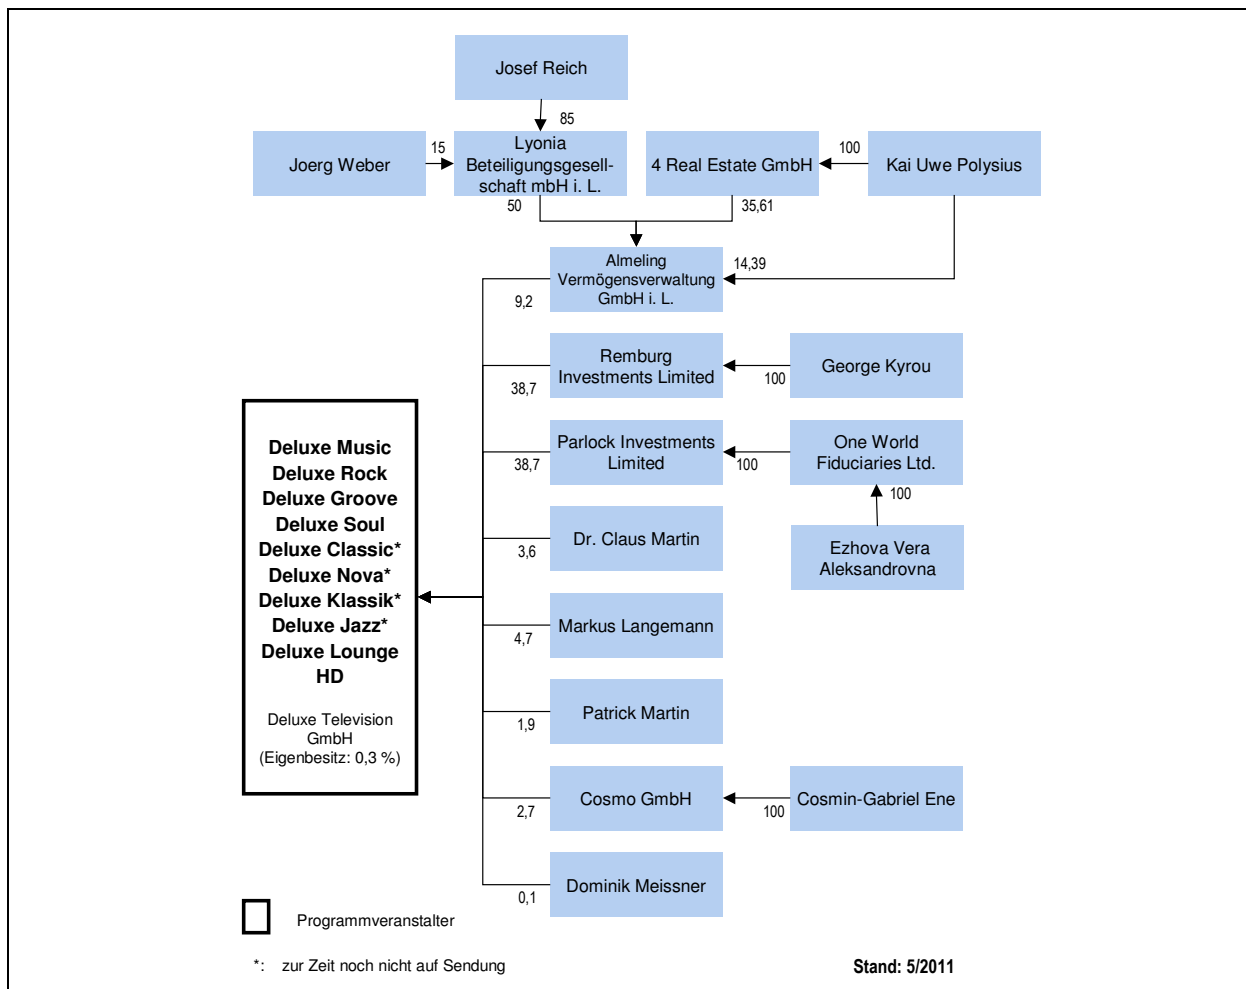 Josef Reich
85
Joerg Weber
15
Lyonia
Beteiligungsgesell-
schaft mbH i. L.
4 Real Estate GmbH
100
Kai Uwe Polysius
50
35,61
Almeling
Vermögensverwaltung
GmbH i. L.
14,39
9,2
Remburg
Investments Limited
100
George Kyrou
38,7
Parlock Investments
Limited
100
One World
Fiduciaries Ltd.
38,7
100
Ezhova Vera
Aleksandrovna
Dr. Claus Martin
3,6
Markus Langemann
4,7
Patrick Martin
1,9
Cosmo GmbH
100
Cosmin-Gabriel Ene
2,7
Dominik Meissner
0,1
Deluxe Music
Deluxe Rock
Deluxe Groove
Deluxe Soul
Deluxe Classic*
Deluxe Nova*
Deluxe Klassik*
Deluxe Jazz*
Deluxe Lounge
HD
Deluxe Television
GmbH
(Eigenbesitz: 0,3 %)
Programmveranstalter
*: zur Zeit noch nicht auf Sendung
Stand: 5/2011